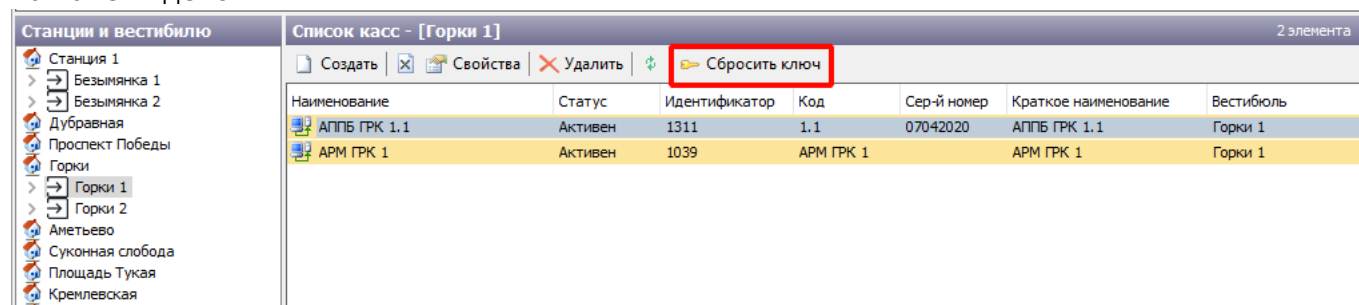 Станции и вестибилю
Станция 1
Безымянка 1
Безымянка 2
Дубравная
Проспект Победы
Горки
Горки 1
Горки 2
Аметьево
Суконная слобода
Площадь Тукая
Кремлевская
Список касс - [Горки 1] 2 элемента
Создать Свойства Удалить Сбросить ключ
Наименование Статус Идентификатор Код Сер-й номер Краткое наименование Вестибюль
АППБ ГРК 1.1 Активен 1311 1.1 07042020 АППБ ГРК 1.1 Горки 1
АРМ ГРК 1 Активен 1039 АРМ ГРК 1 АРМ ГРК 1 Горки 1